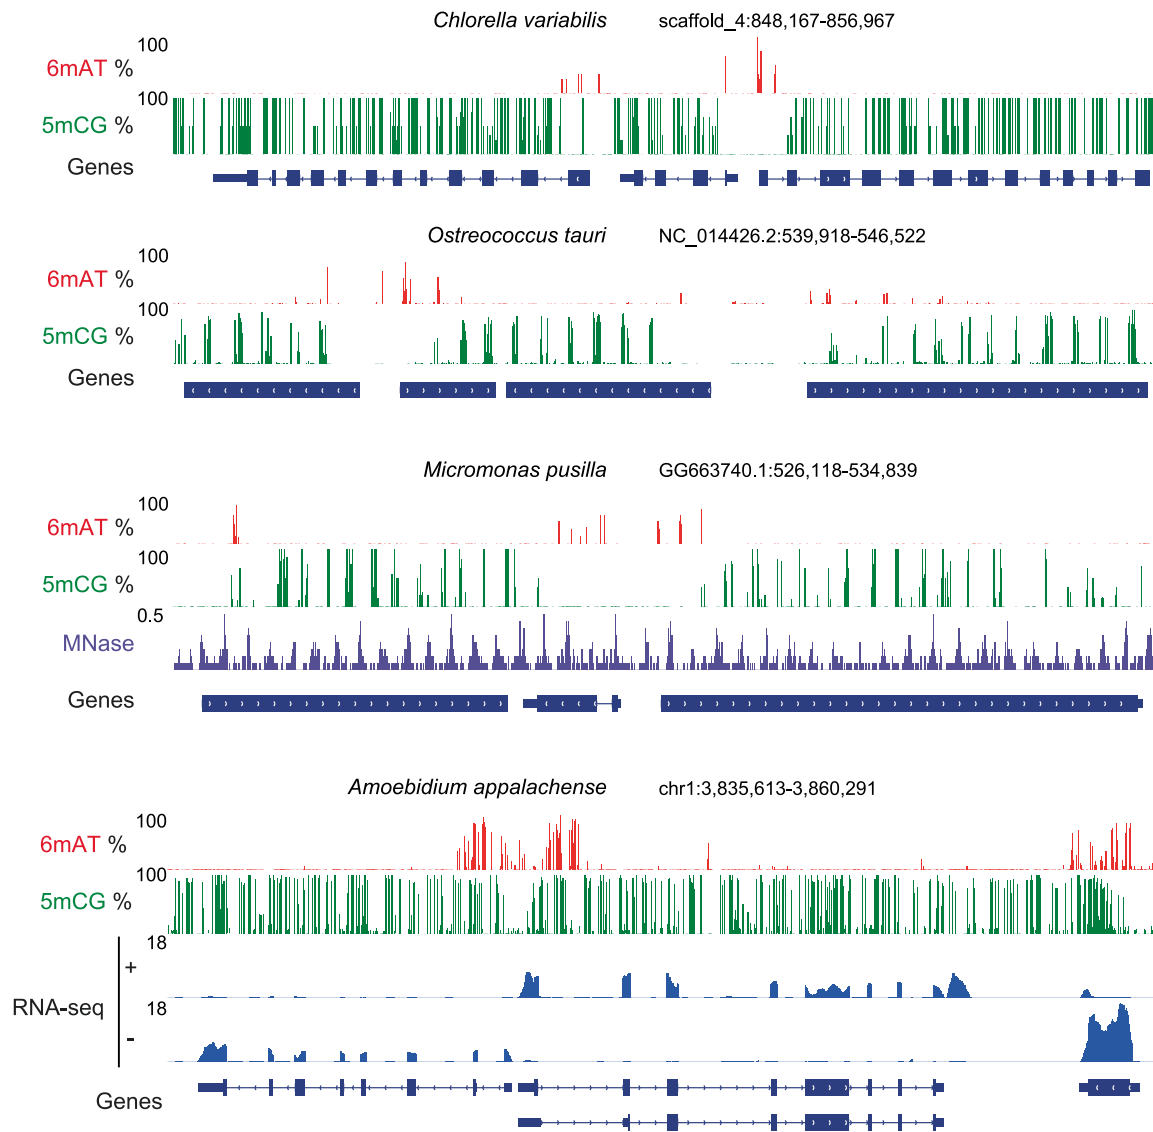 Chlorella variabilis scaffold_4:848,167-856,967
100
6mAT %
100
5mCG %
Genes
Ostreococcus tauri NC_014426.2:539,918-546,522
100
6mAT %
100
5mCG %
Genes
Micromonas pusilla GG663740.1:526,118-534,839
100
6mAT %
100
5mCG %
0.5
MNase
Genes
Amoebidium appalachense chr1:3,835,613-3,860,291
100
6mAT %
100
5mCG %
18
+
RNA-seq
18
-
Genes